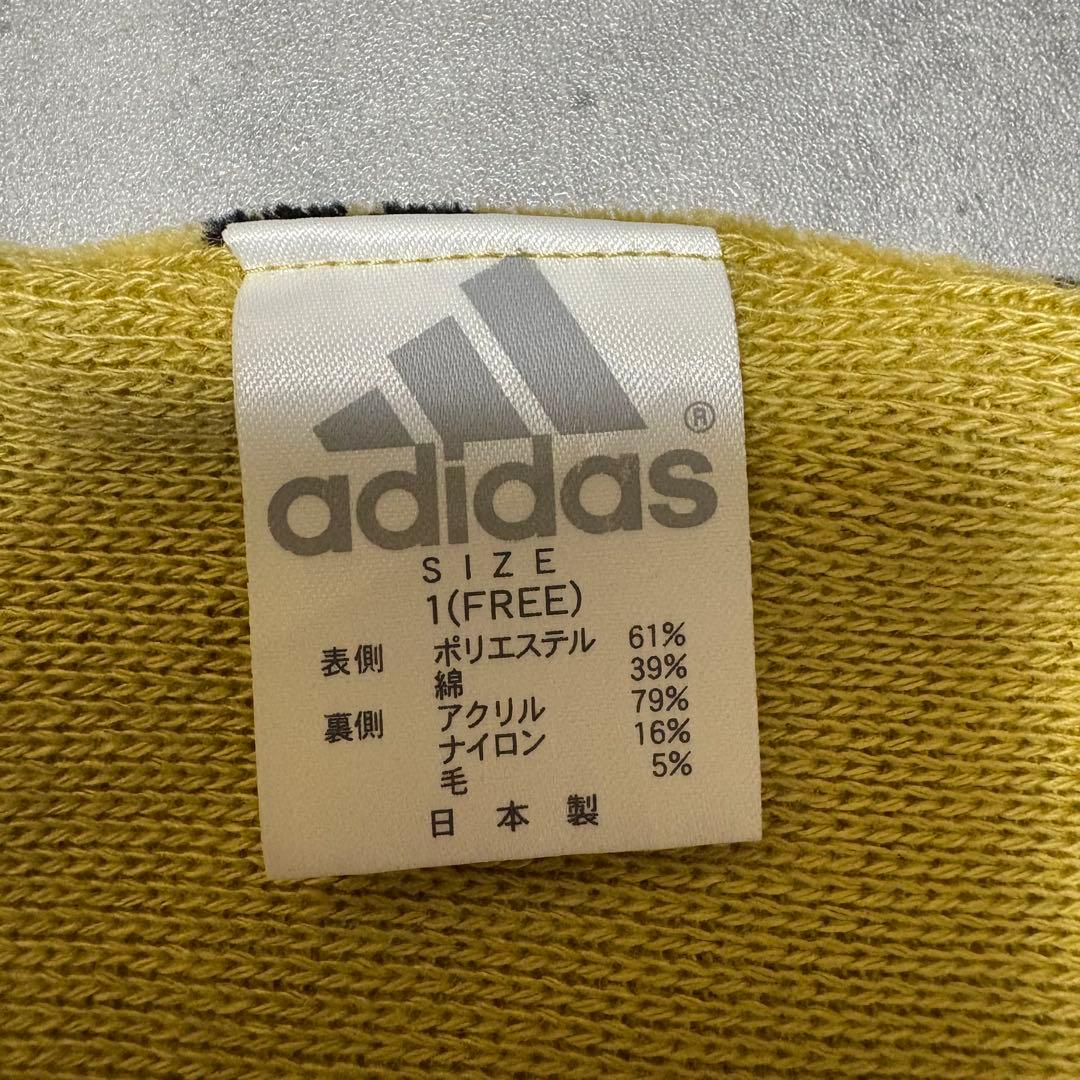 adidas®
SIZE
1(FREE)
表側 ポリエステル 61%
綿 39%
裏側 アクリル 79%
ナイロン 16%
毛 5%
日本製